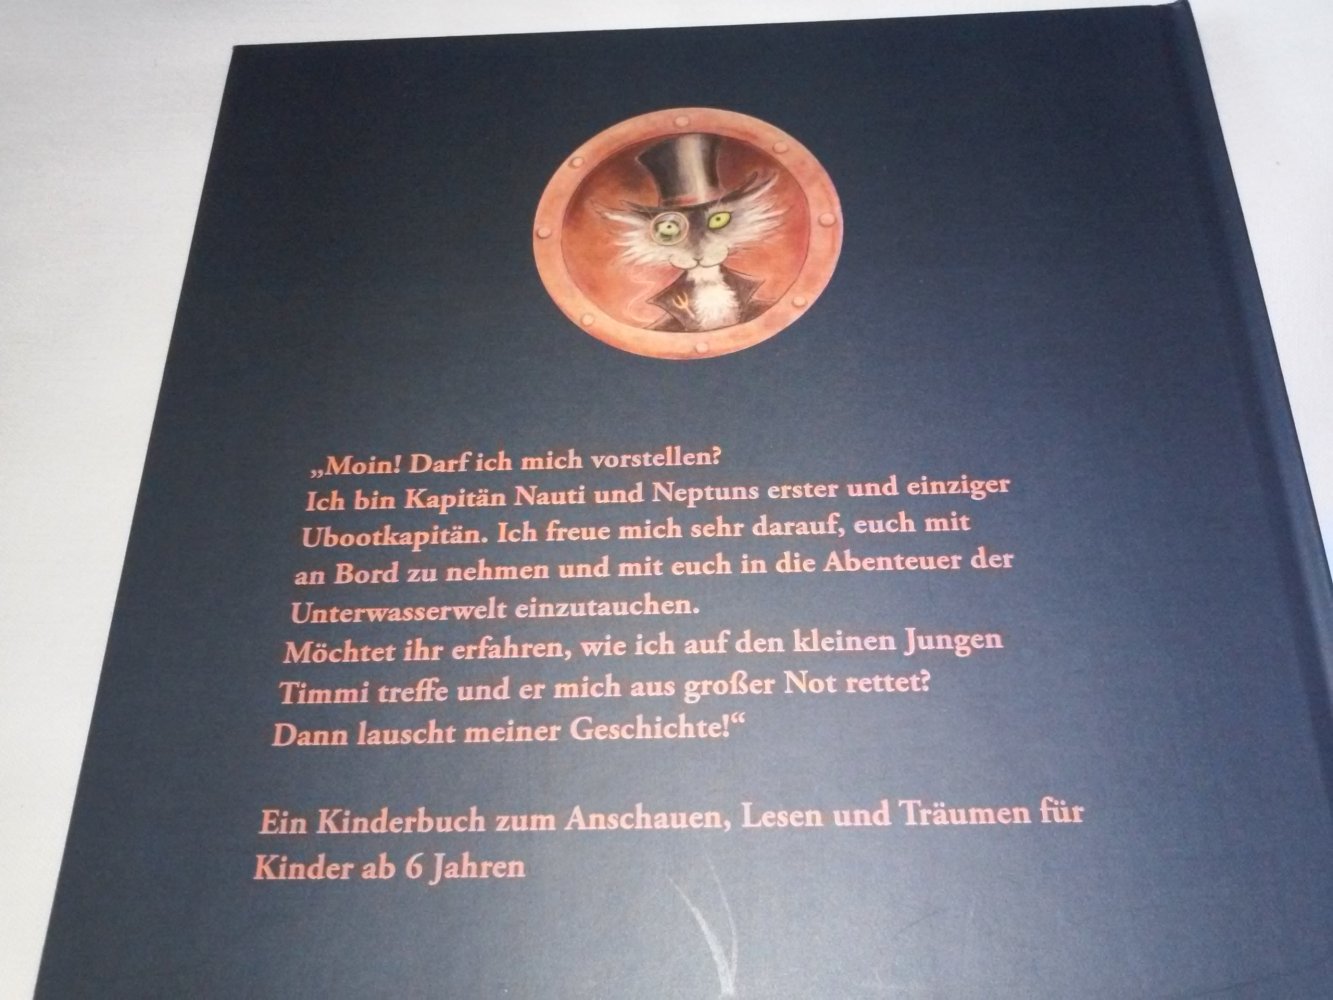 „Moin! Darf ich mich vorstellen?
Ich bin Kapitän Nauti und Neptuns erster und einziger
Ubootkapitän. Ich freue mich sehr darauf, euch mit
an Bord zu nehmen und mit euch in die Abenteuer der
Unterwasserwelt einzutauchen.
Möchtet ihr erfahren, wie ich auf den kleinen Jungen
Timmi treffe und er mich aus großer Not rettet?
Dann lauscht meiner Geschichte!“
Ein Kinderbuch zum Anschauen, Lesen und Träumen für
Kinder ab 6 Jahren